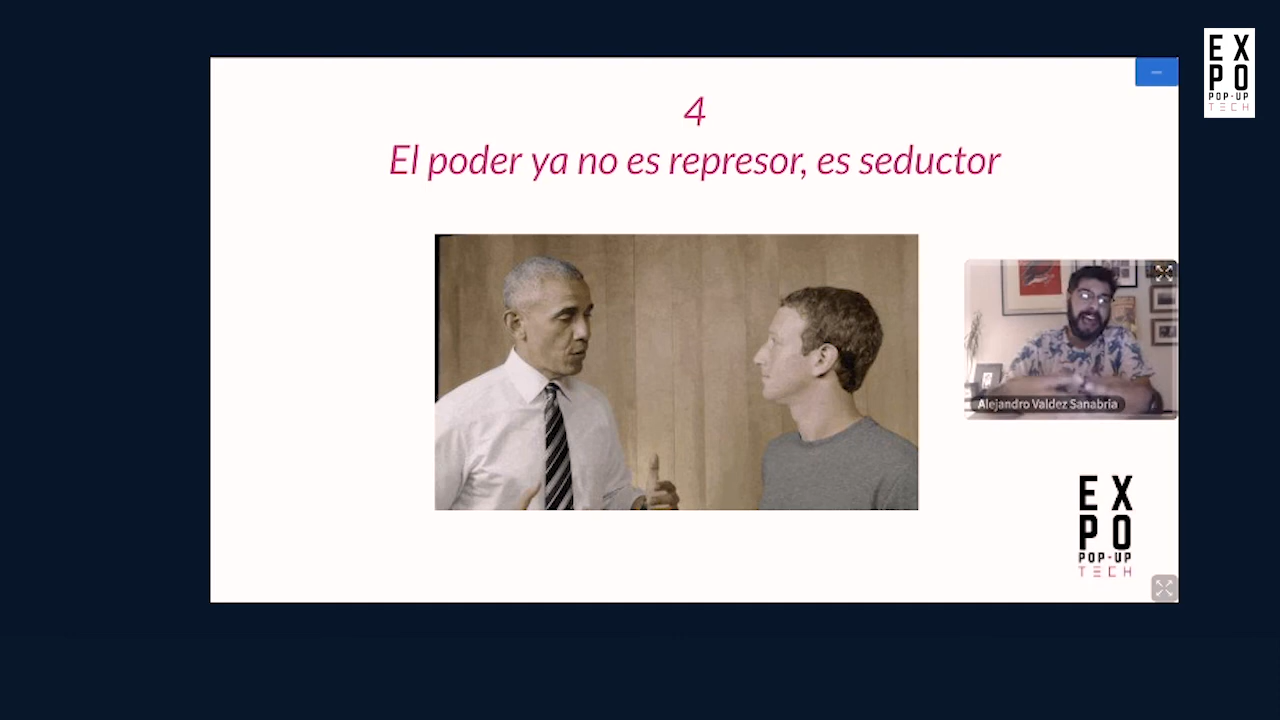 4
El poder ya no es represor, es seductor
Alejandro Valdez Sanabria
EX
PO
POP-UP
TECH
EX
PO
POP-UP
TECH